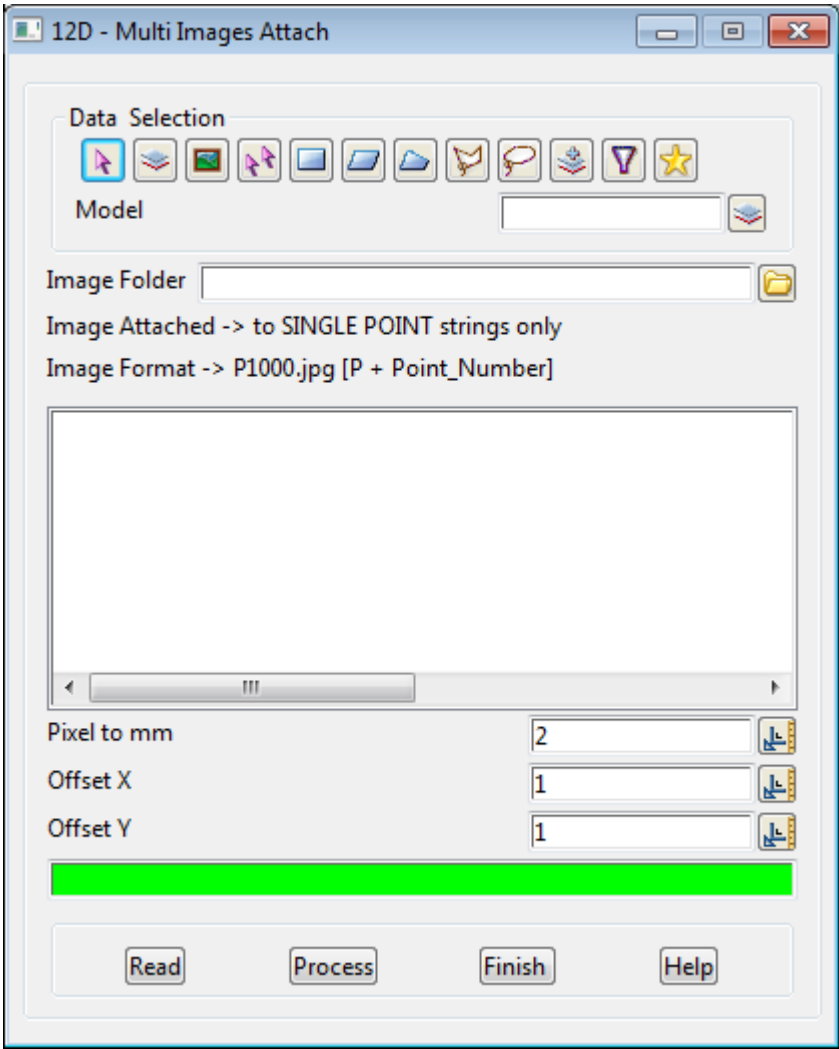 12D - Multi Images Attach
Data Selection
Model
Image Folder
Image Attached -> to SINGLE POINT strings only
Image Format -> P1000.jpg [P + Point_Number]
Pixel to mm 2
Offset X 1
Offset Y 1
Read Process Finish Help